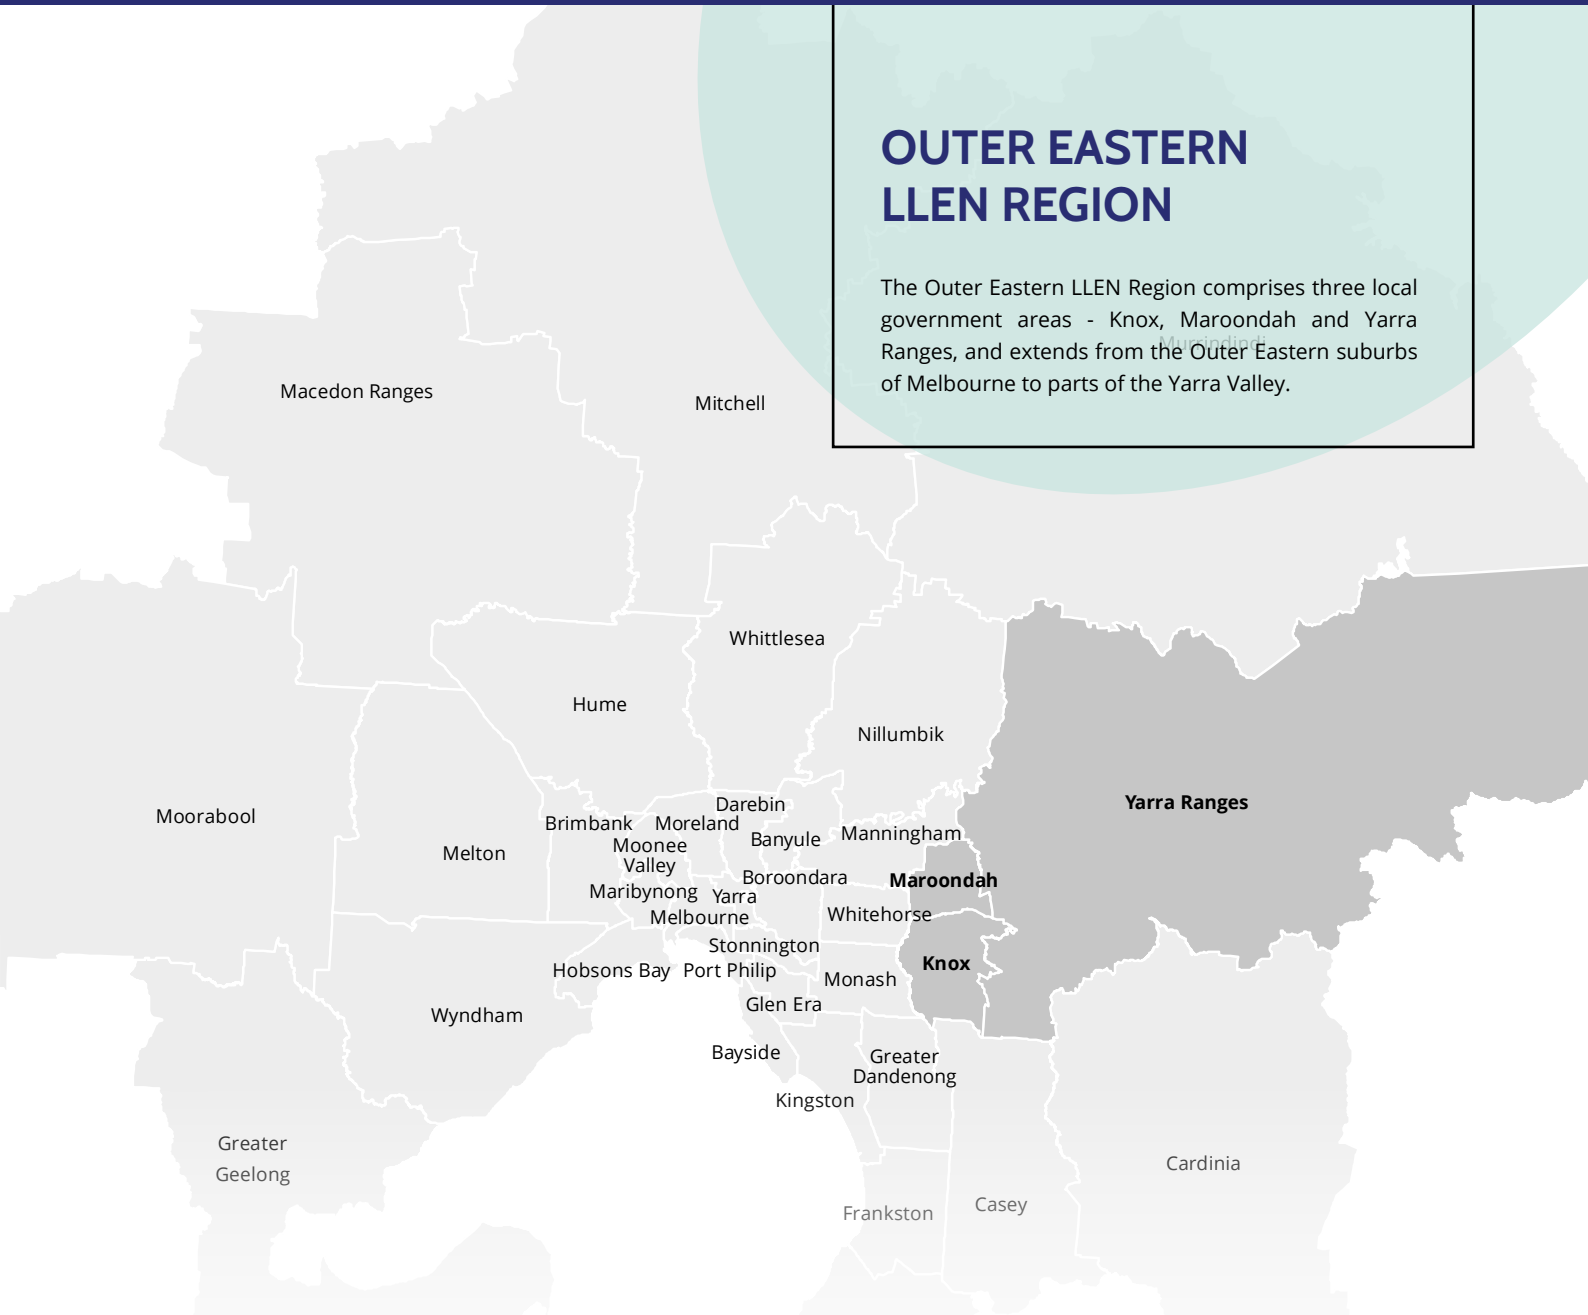 OUTER EASTERN
LLEN REGION
The Outer Eastern LLEN Region comprises three local
government areas - Knox, Maroondah and Yarra
Ranges, and extends from the Outer Eastern suburbs
of Melbourne to parts of the Yarra Valley.
Murrindindi
Macedon Ranges
Mitchell
Whittlesea
Hume
Nillumbik
Yarra Ranges
Darebin
Moorabool
Brimbank
Moreland
Manningham
Banyule
Moonee
Valley
Melton
Boroondara
Maroondah
Maribynong
Yarra
Whitehorse
Melbourne
Stonnington
Knox
Hobsons Bay
Port Philip
Monash
Glen Era
Wyndham
Bayside
Greater
Dandenong
Kingston
Greater
Geelong
Cardinia
Casey
Frankston